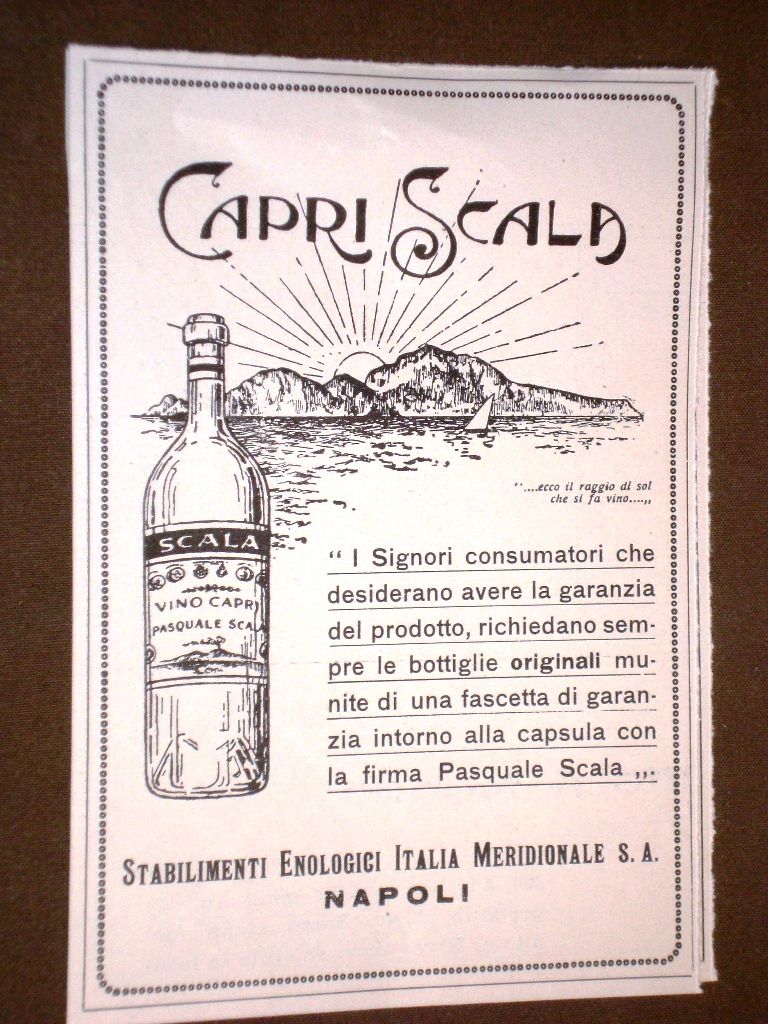 CAPRI SCALA
"....ecco il raggio di sol
che si fa vino....„
SCALA
VINO CAPRI
PASQUALE SCALA
“ I Signori consumatori che
desiderano avere la garanzia
del prodotto, richiedano sem-
pre le bottiglie originali mu-
nite di una fascetta di garan-
zia intorno alla capsula con
la firma Pasquale Scala „.
STABILIMENTI ENOLOGICI ITALIA MERIDIONALE S. A.
NAPOLI